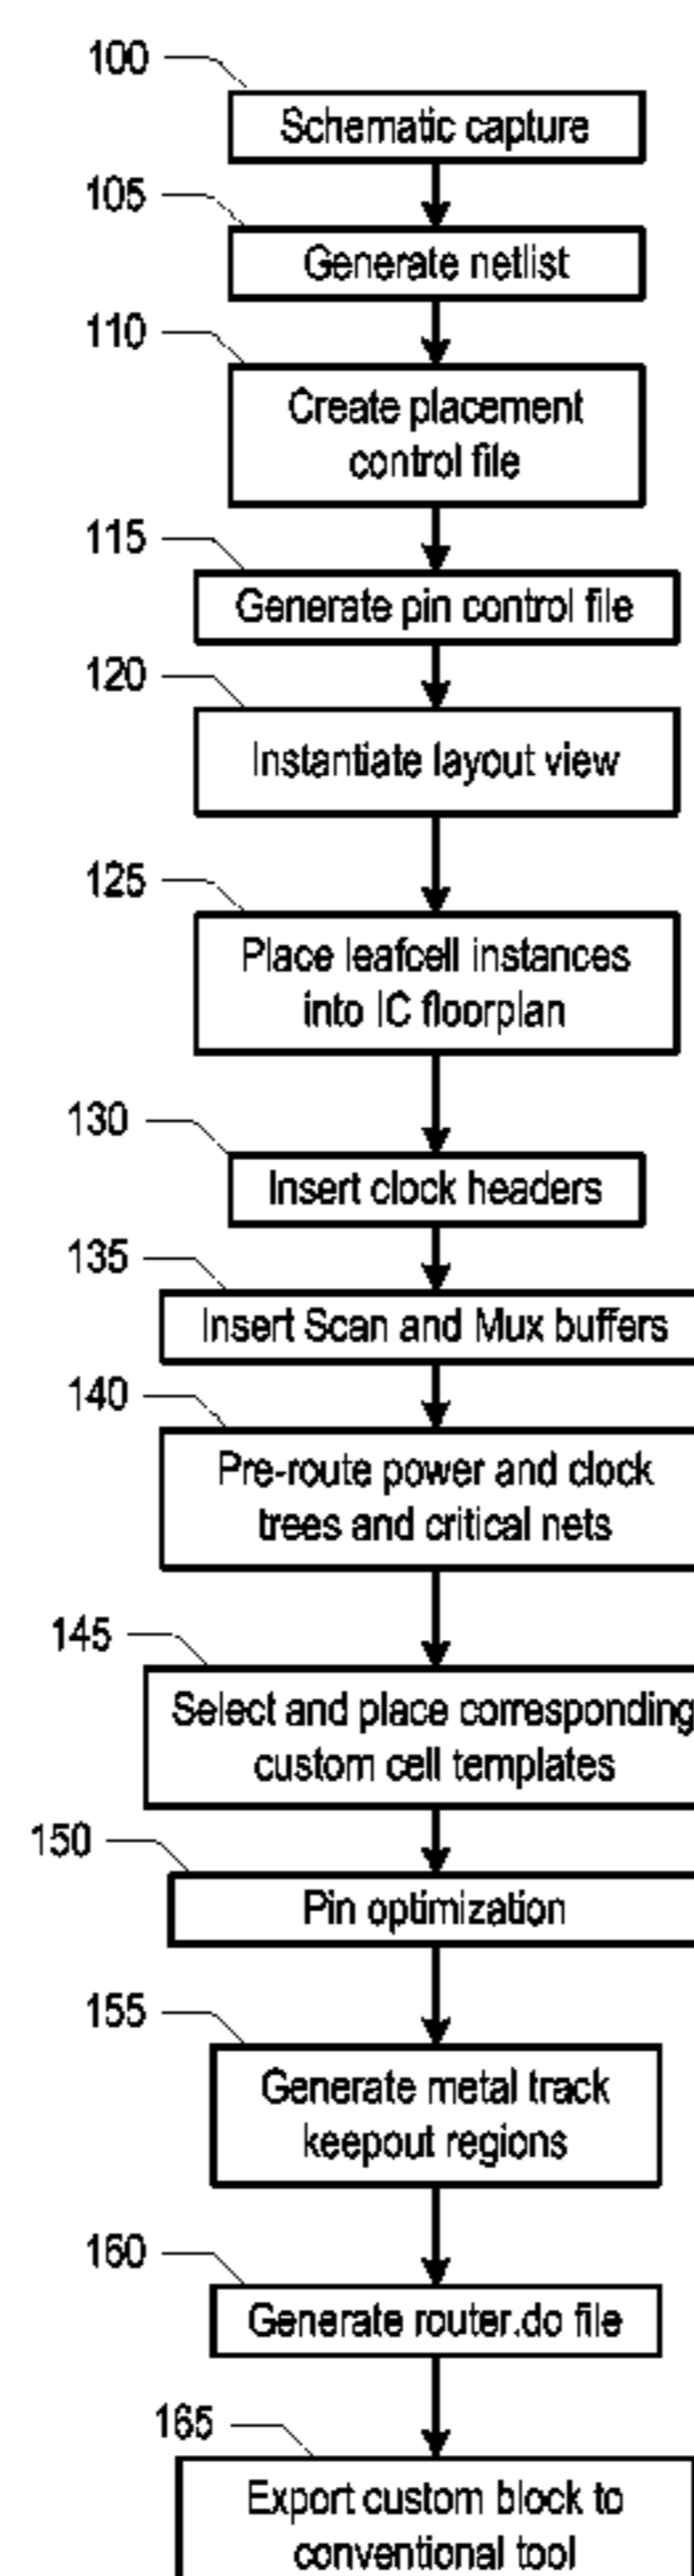 100
Schematic capture
105
Generate netlist
110
Create placement
control file
115
Generate pin control file
120
Instantiate layout view
125
Place leafcell instances
into IC floorplan
130
Insert clock headers
135
Insert Scan and Mux buffers
140
Pre-route power and clock
trees and critical nets
145
Select and place corresponding
custom cell templates
150
Pin optimization
155
Generate metal track
keepout regions
160
Generate router.do file
165
Export custom block to
conventional tool